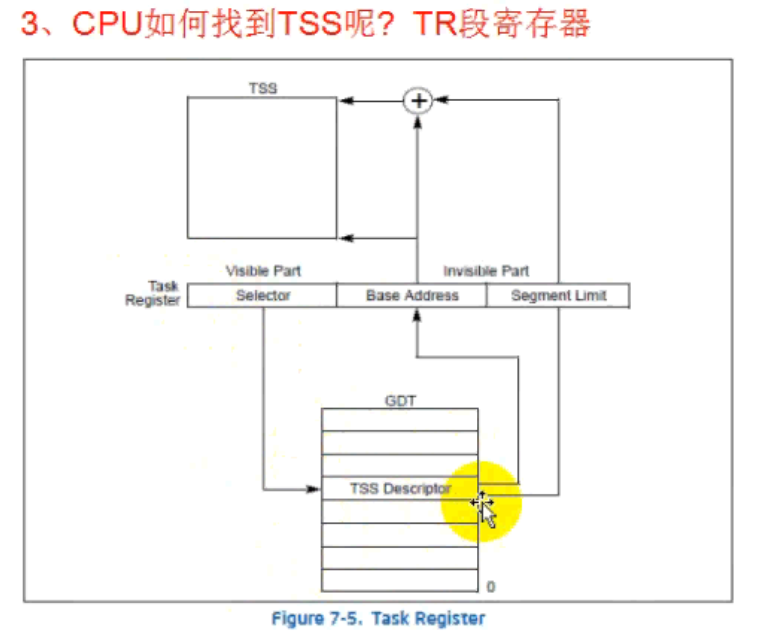 3、CPU如何找到TSS呢？TR段寄存器
TSS
+
Visible Part
Invisible Part
Task
Register
Selector
Base Address
Segment Limit
GDT
TSS Descriptor
0
Figure 7-5. Task Register